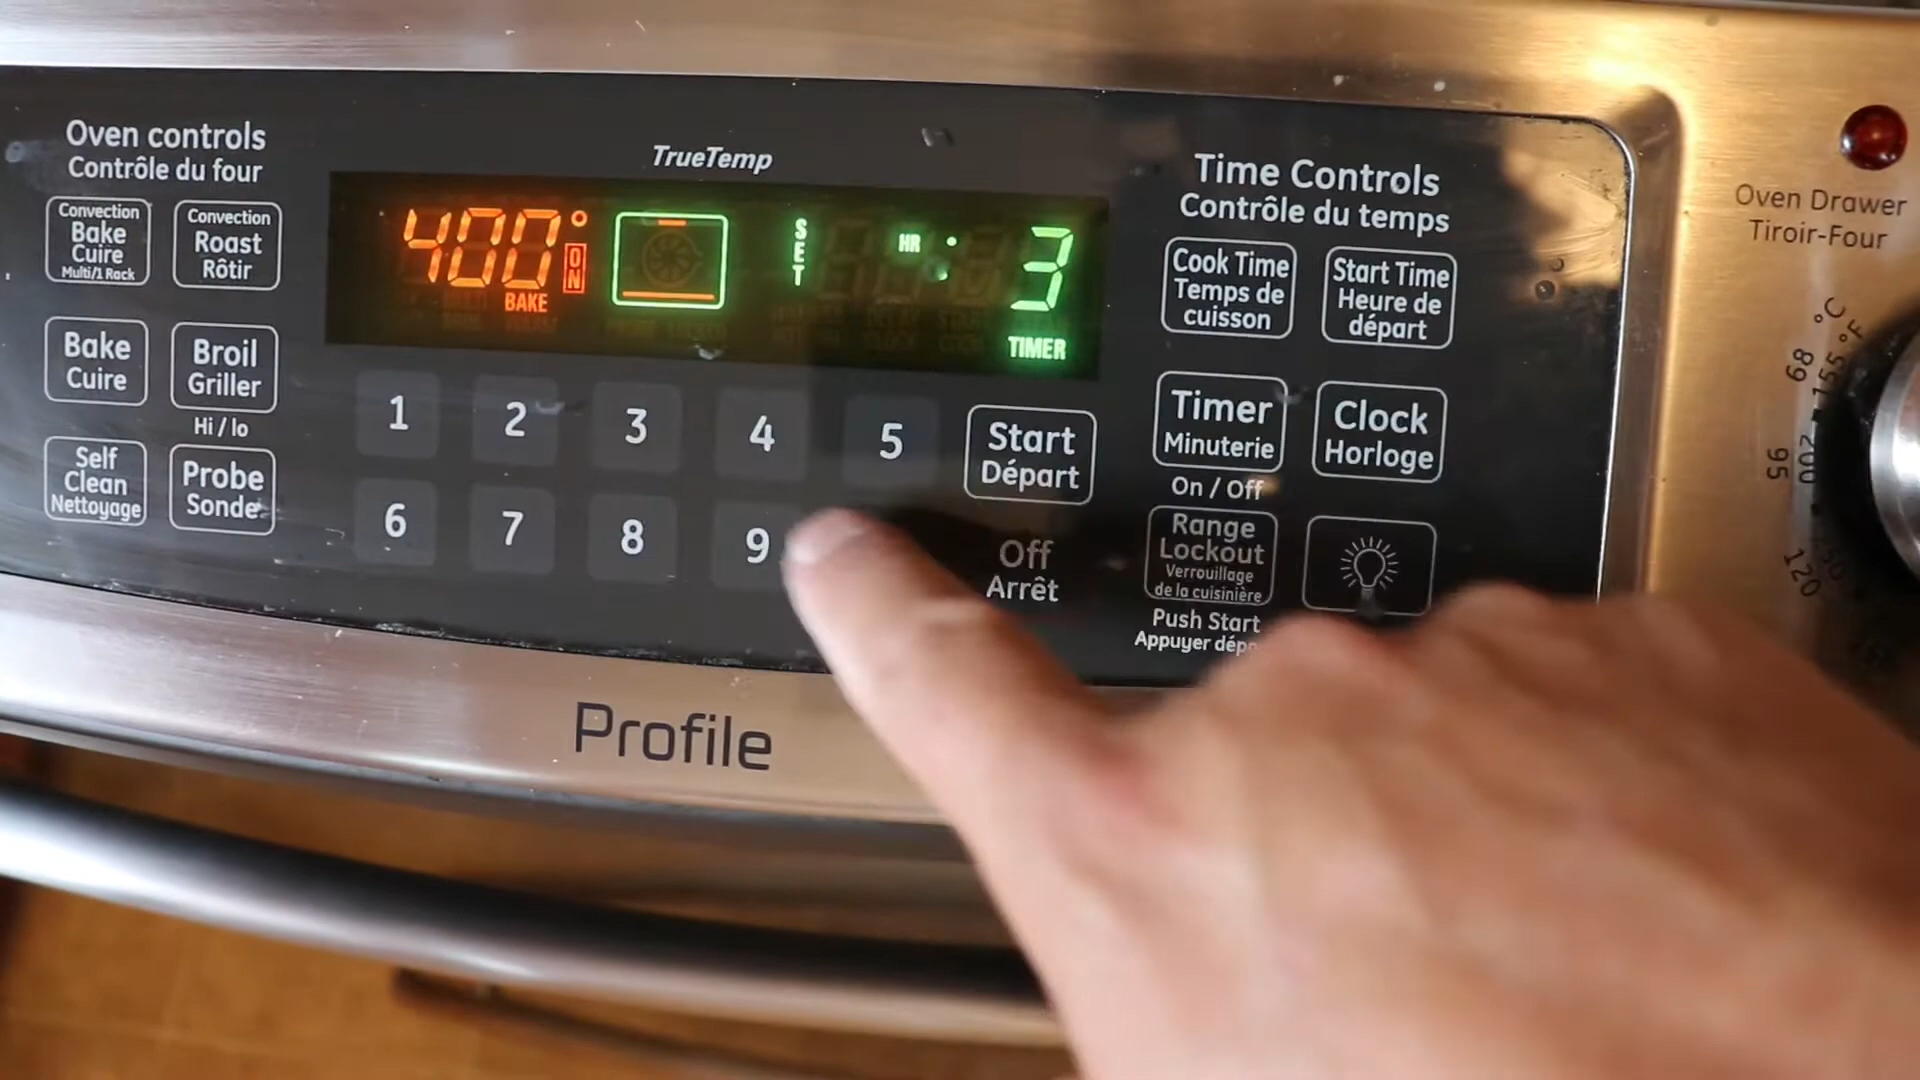 Oven controls
Contrôle du four
Convection
Bake
Cuire
Multi/1 Rack
Convection
Roast
Rôtir
Bake
Cuire
Broil
Griller
Hi / lo
Self
Clean
Nettoyage
Probe
Sonde
TrueTemp
400°
ON
BAKE
SET
HR
:
3
TIMER
1 2 3 4 5
6 7 8 9
Start
Départ
Off
Arrêt
Time Controls
Contrôle du temps
Cook Time
Temps de
cuisson
Start Time
Heure de
départ
Timer
Minuterie
On / Off
Clock
Horloge
Range
Lockout
Verrouillage
de la cuisinière
Push Start
Appuyer
Oven Drawer
Tiroir-Four
°C
°F
68
155
95
200
120
Profile